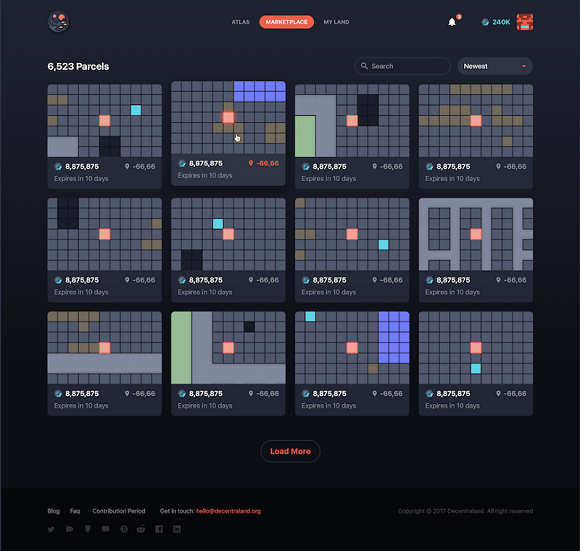 ATLAS MARKETPLACE MY LAND 240K
6,523 Parcels Search Newest
8,875,875 -66,66 8,875,875 -66,66 8,875,875 -66,66 8,875,875 -66,66
Expires in 10 days Expires in 10 days Expires in 10 days Expires in 10 days
8,875,875 -66,66 8,875,875 -66,66 8,875,875 -66,66 8,875,875 -66,66
Expires in 10 days Expires in 10 days Expires in 10 days Expires in 10 days
8,875,875 -66,66 8,875,875 -66,66 8,875,875 -66,66 8,875,875 -66,66
Expires in 10 days Expires in 10 days Expires in 10 days Expires in 10 days
Load More
Blog Faq Contribution Period Get in touch: hello@decentraland.org Copyright © 2017 Decentraland. All right reserved